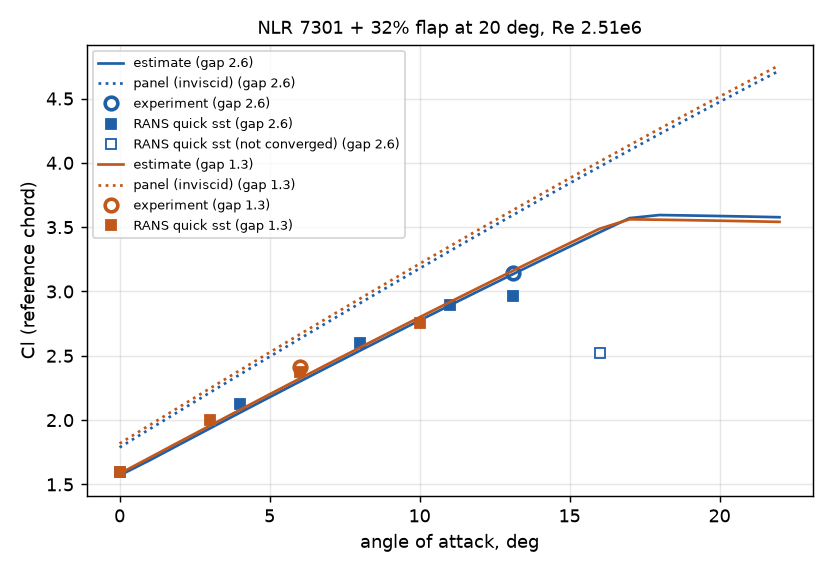 NLR 7301 + 32% flap at 20 deg, Re 2.51e6
estimate (gap 2.6)
panel (inviscid) (gap 2.6)
experiment (gap 2.6)
RANS quick sst (gap 2.6)
RANS quick sst (not converged) (gap 2.6)
estimate (gap 1.3)
panel (inviscid) (gap 1.3)
experiment (gap 1.3)
RANS quick sst (gap 1.3)
Cl (reference chord)
4.5
4.0
3.5
3.0
2.5
2.0
1.5
0 5 10 15 20
angle of attack, deg